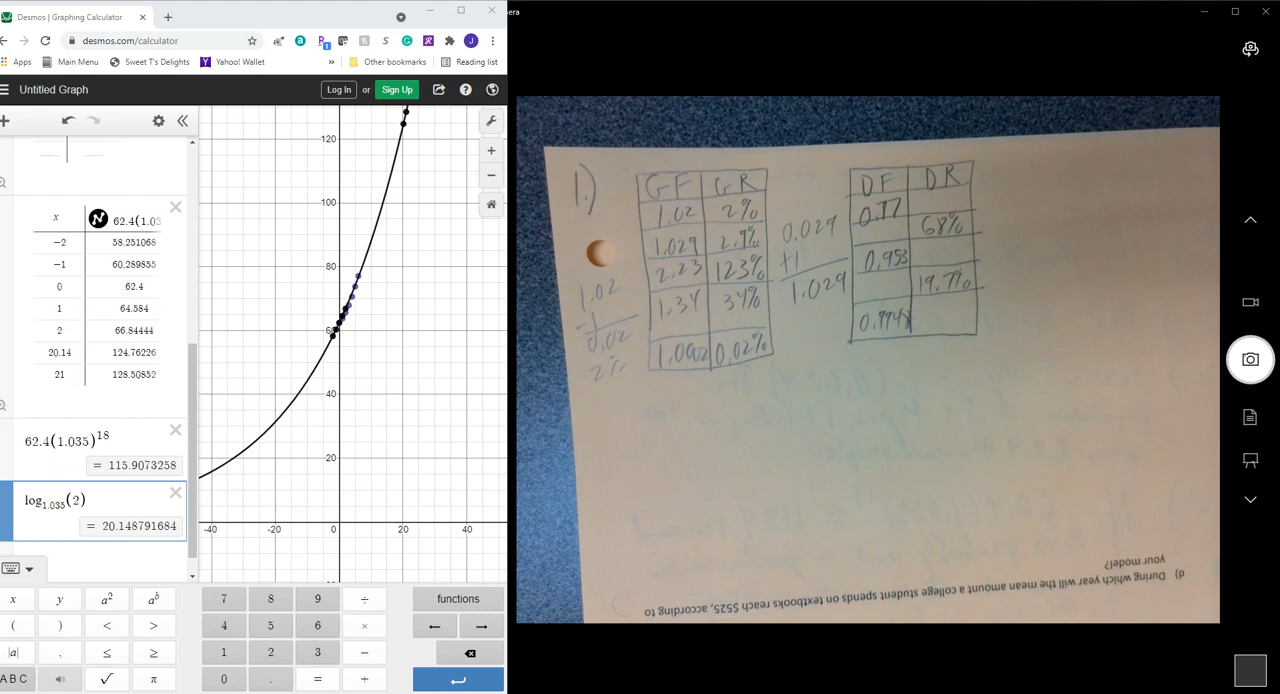 Desmos | Graphing Calculator
desmos.com/calculator
Apps
Main Menu
Sweet T's Delights
Yahoo! Wallet
»
Other bookmarks
Reading list
Untitled Graph
Log In
or
Sign Up
x
62.4(1.03
−2
58.251068
−1
60.289855
0
62.4
1
64.584
2
66.84444
20.14
124.76226
21
128.50852
62.4(1.035)^18
= 115.9073258
log_1.035(2)
= 20.148791684
120
100
80
60
40
20
-40
-20
0
20
40
x
y
a²
a^b
7
8
9
÷
functions
(
)
<
>
4
5
6
×
←
→
|a|
,
≤
≥
1
2
3
−
A B C
√
π
0
.
=
+
mera
1.)
GF
GR
1.02
2%
1.029
2.9%
2.23
123%
1.34
34%
1.0002
0.02%
1.02
-1
0.02
2%
0.029
+1
1.029
DF
DR
0.77
68%
0.953
19.7%
0.9948
d) During which year will the mean amount a college student spends on textbooks reach $525, according to
your model?